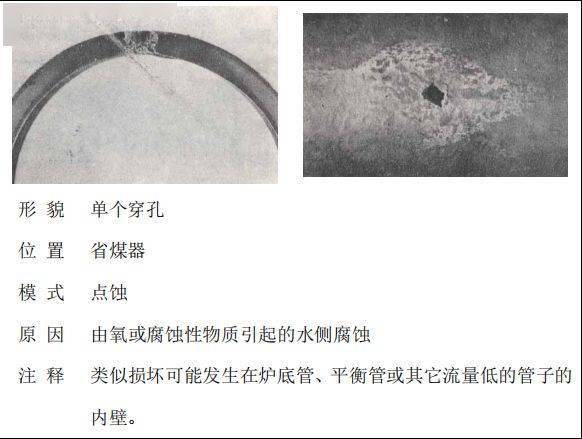 形 貌 单个穿孔
位 置 省煤器
模 式 点蚀
原 因 由氧或腐蚀性物质引起的水侧腐蚀
注 释 类似损坏可能发生在炉底管、平衡管或其它流量低的管子的
内壁。